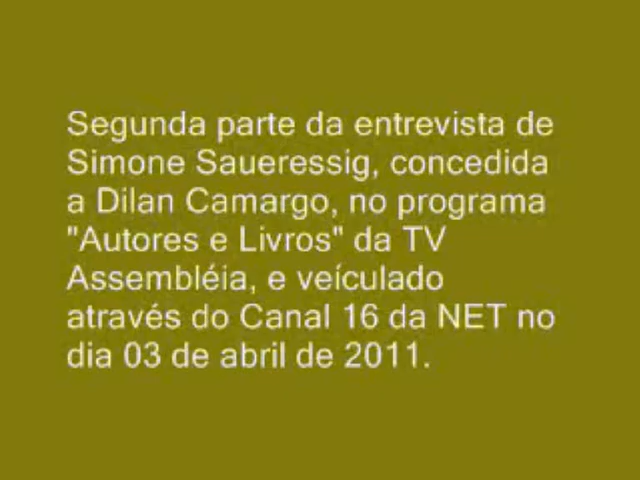 Segunda parte da entrevista de
Simone Saueressig, concedida
a Dilan Camargo, no programa
"Autores e Livros" da TV
Assembléia, e veículado
através do Canal 16 da NET no
dia 03 de abril de 2011.